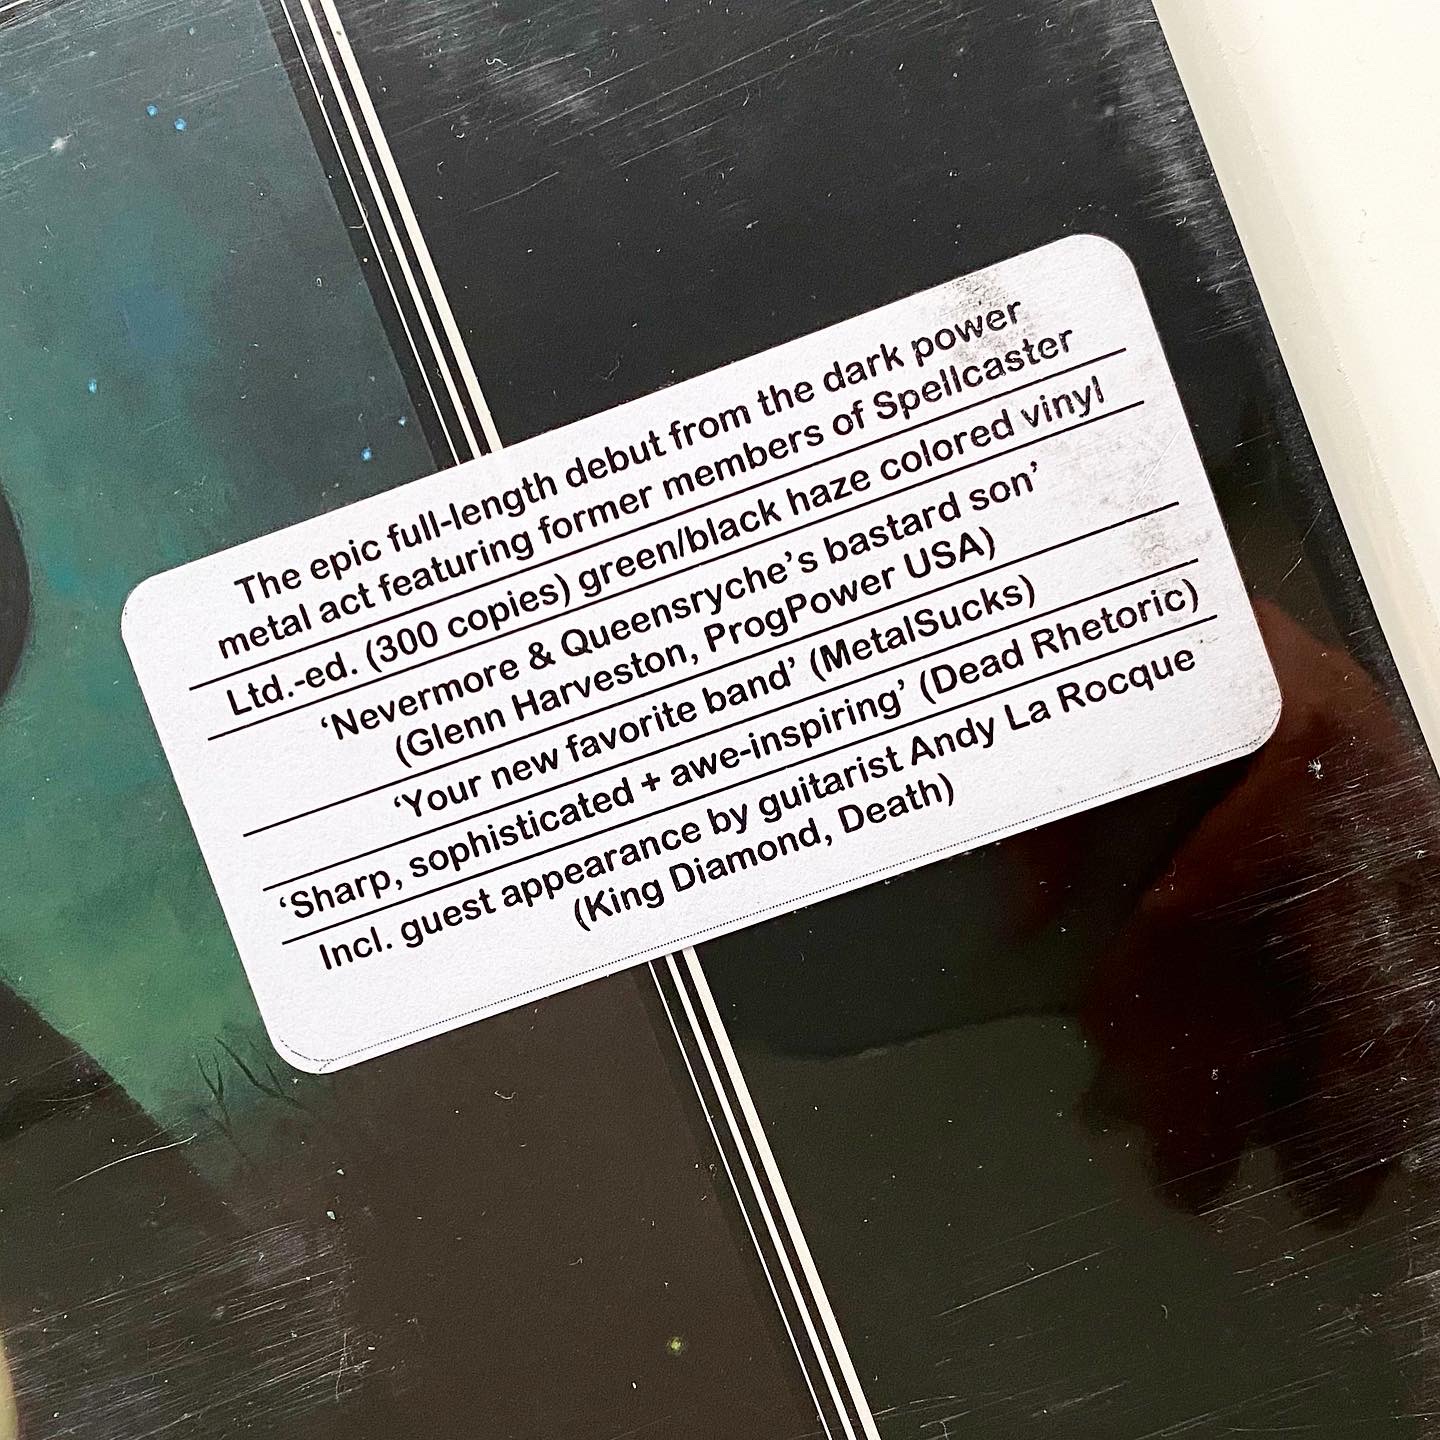 The epic full-length debut from the dark power
metal act featuring former members of Spellcaster
Ltd.-ed. (300 copies) green/black haze colored vinyl
‘Nevermore & Queensryche’s bastard son’
(Glenn Harveston, ProgPower USA)
‘Your new favorite band’ (MetalSucks)
‘Sharp, sophisticated + awe-inspiring’ (Dead Rhetoric)
Incl. guest appearance by guitarist Andy La Rocque
(King Diamond, Death)